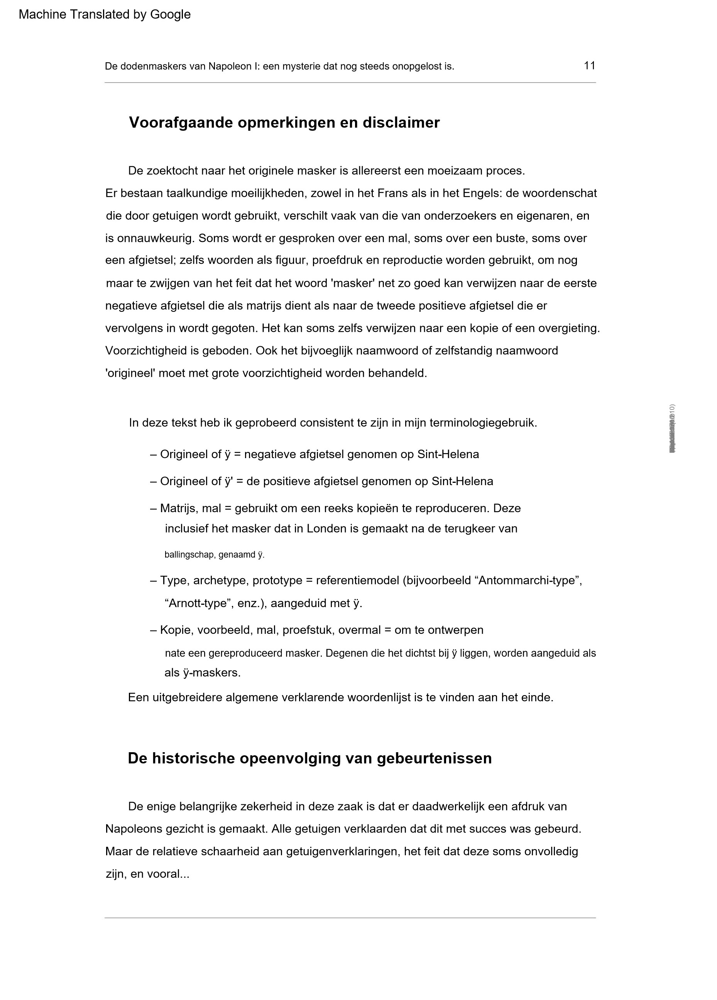 Machine Translated by Google
De dodenmaskers van Napoleon I: een mysterie dat nog steeds onopgelost is. 11
Voorafgaande opmerkingen en disclaimer
De zoektocht naar het originele masker is allereerst een moeizaam proces.
Er bestaan taalkundige moeilijkheden, zowel in het Frans als in het Engels: de woordenschat
die door getuigen wordt gebruikt, verschilt vaak van die van onderzoekers en eigenaren, en
is onnauwkeurig. Soms wordt er gesproken over een mal, soms over een buste, soms over
een afgietsel; zelfs woorden als figuur, proefdruk en reproductie worden gebruikt, om nog
maar te zwijgen van het feit dat het woord 'masker' net zo goed kan verwijzen naar de eerste
negatieve afgietsel die als matrijs dient als naar de tweede positieve afgietsel die er
vervolgens in wordt gegoten. Het kan soms zelfs verwijzen naar een kopie of een overgieting.
Voorzichtigheid is geboden. Ook het bijvoeglijk naamwoord of zelfstandig naamwoord
'origineel' moet met grote voorzichtigheid worden behandeld.
In deze tekst heb ik geprobeerd consistent te zijn in mijn terminologiegebruik.
– Origineel of ÿ = negatieve afgietsel genomen op Sint-Helena
– Origineel of ÿ' = de positieve afgietsel genomen op Sint-Helena
– Matrijs, mal = gebruikt om een reeks kopieën te reproduceren. Deze
inclusief het masker dat in Londen is gemaakt na de terugkeer van
ballingschap, genaamd ÿ.
– Type, archetype, prototype = referentiemodel (bijvoorbeeld “Antommarchi-type”,
“Arnott-type”, enz.), aangeduid met ÿ.
– Kopie, voorbeeld, mal, proefstuk, overmal = om te ontwerpen
nate een gereproduceerd masker. Degenen die het dichtst bij ÿ liggen, worden aangeduid als
als ÿ-maskers.
Een uitgebreidere algemene verklarende woordenlijst is te vinden aan het einde.
De historische opeenvolging van gebeurtenissen
De enige belangrijke zekerheid in deze zaak is dat er daadwerkelijk een afdruk van
Napoleons gezicht is gemaakt. Alle getuigen verklaarden dat dit met succes was gebeurd.
Maar de relatieve schaarheid aan getuigenverklaringen, het feit dat deze soms onvolledig
zijn, en vooral...